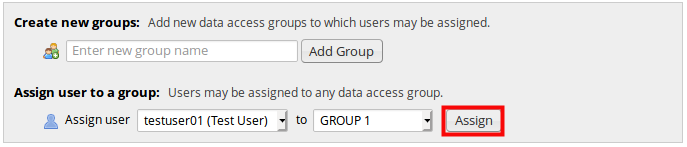 Create new groups: Add new data access groups to which users may be assigned.
Enter new group name Add Group
Assign user to a group: Users may be assigned to any data access group.
Assign user testuser01 (Test User) to GROUP 1 Assign